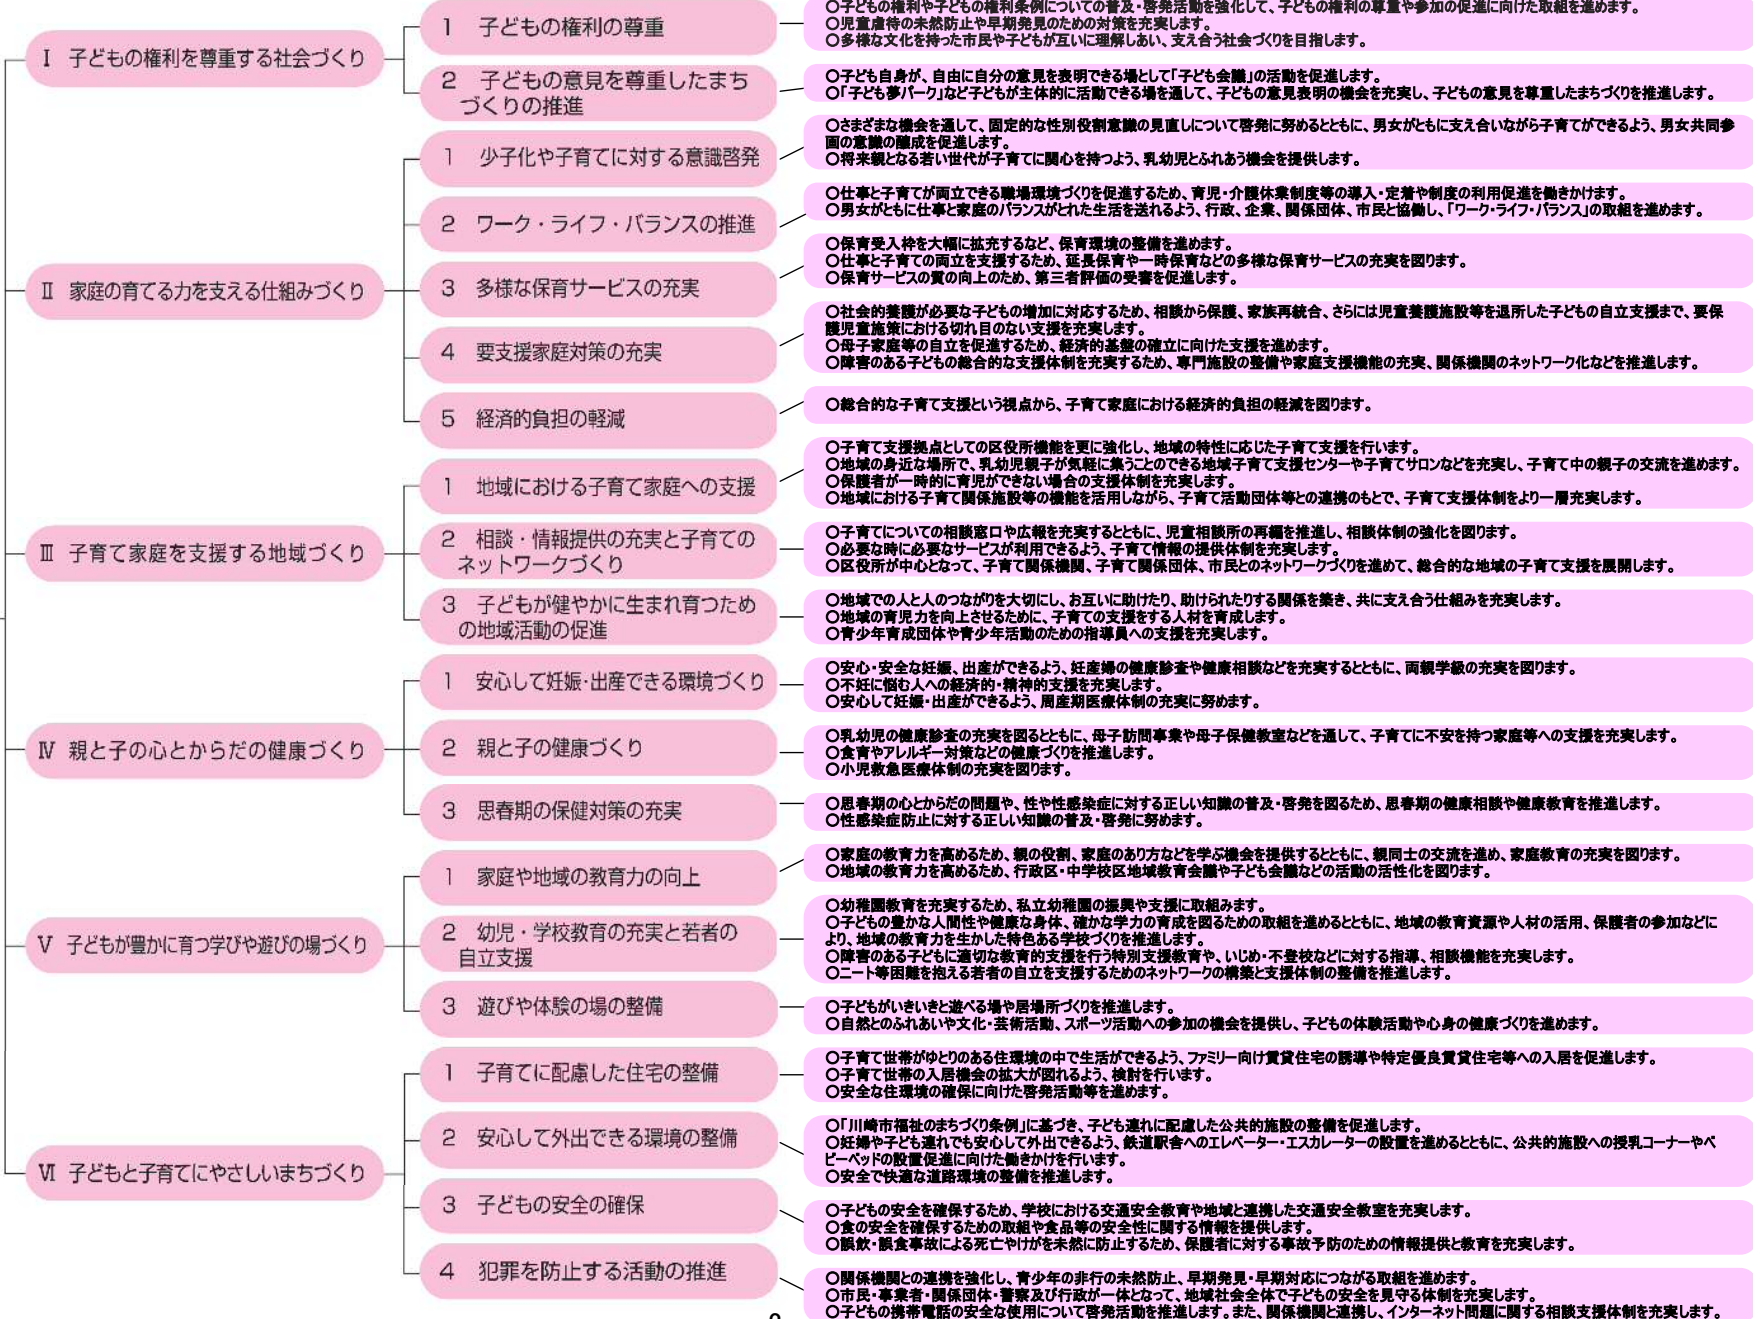 Ⅰ 子どもの権利を尊重する社会づくり
1 子どもの権利の尊重
○子どもの権利や子どもの権利条例についての普及・啓発活動を強化して、子どもの権利の尊重や参加の促進に向けた取組を進めます。
○児童虐待の未然防止や早期発見のための対策を充実します。
○多様な文化を持った市民や子どもが互いに理解しあい、支え合う社会づくりを目指します。
2 子どもの意見を尊重したまち
づくりの推進
○子ども自身が、自由に自分の意見を表明できる場として「子ども会議」の活動を促進します。
○「子ども夢パーク」など子どもが主体的に活動できる場を通して、子どもの意見表明の機会を充実し、子どもの意見を尊重したまちづくりを推進します。
Ⅱ 家庭の育てる力を支える仕組みづくり
1 少子化や子育てに対する意識啓発
○さまざまな機会を通して、固定的な性別役割意識の見直しについて啓発に努めるとともに、男女がともに支え合いながら子育てができるよう、男女共同参
画の意識の醸成を促進します。
○将来親となる若い世代が子育てに関心を持つよう、乳幼児とふれあう機会を提供します。
2 ワーク・ライフ・バランスの推進
○仕事と子育てが両立できる職場環境づくりを促進するため、育児・介護休業制度等の導入・定着や制度の利用促進を働きかけます。
○男女がともに仕事と家庭のバランスがとれた生活を送れるよう、行政、企業、関係団体、市民と協働し、「ワーク・ライフ・バランス」の取組を進めます。
3 多様な保育サービスの充実
○保育受入枠を大幅に拡充するなど、保育環境の整備を進めます。
○仕事と子育ての両立を支援するため、延長保育や一時保育などの多様な保育サービスの充実を図ります。
○保育サービスの質の向上のため、第三者評価の受審を促進します。
4 要支援家庭対策の充実
○社会的養護が必要な子どもの増加に対応するため、相談から保護、家族再統合、さらには児童養護施設等を退所した子どもの自立支援まで、要保
護児童施策における切れ目のない支援を充実します。
○母子家庭等の自立を促進するため、経済的基盤の確立に向けた支援を進めます。
○障害のある子どもの総合的な支援体制を充実するため、専門施設の整備や家庭支援機能の充実、関係機関のネットワーク化などを推進します。
5 経済的負担の軽減
○総合的な子育て支援という視点から、子育て家庭における経済的負担の軽減を図ります。
Ⅲ 子育て家庭を支援する地域づくり
1 地域における子育て家庭への支援
○子育て支援拠点としての区役所機能を更に強化し、地域の特性に応じた子育て支援を行います。
○地域の身近な場所で、乳幼児親子が気軽に集うことのできる地域子育て支援センターや子育てサロンなどを充実し、子育て中の親子の交流を進めます。
○保護者が一時的に育児ができない場合の支援体制を充実します。
○地域における子育て関係施設等の機能を活用しながら、子育て活動団体等との連携のもとで、子育て支援体制をより一層充実します。
2 相談・情報提供の充実と子育ての
ネットワークづくり
○子育てについての相談窓口や広報を充実するとともに、児童相談所の再編を推進し、相談体制の強化を図ります。
○必要な時に必要なサービスが利用できるよう、子育て情報の提供体制を充実します。
○区役所が中心となって、子育て関係機関、子育て関係団体、市民とのネットワークづくりを進めて、総合的な地域の子育て支援を展開します。
3 子どもが健やかに生まれ育つため
の地域活動の促進
○地域での人と人のつながりを大切にし、お互いに助けたり、助けられたりする関係を築き、共に支え合う仕組みを充実します。
○地域の育児力を向上させるために、子育ての支援をする人材を育成します。
○青少年育成団体や青少年活動のための指導員への支援を充実します。
Ⅳ 親と子の心とからだの健康づくり
1 安心して妊娠・出産できる環境づくり
○安心・安全な妊娠、出産ができるよう、妊産婦の健康診査や健康相談などを充実するとともに、両親学級の充実を図ります。
○不妊に悩む人への経済的・精神的支援を充実します。
○安心して妊娠・出産ができるよう、周産期医療体制の充実に努めます。
2 親と子の健康づくり
○乳幼児の健康診査の充実を図るとともに、母子訪問事業や母子保健教室などを通して、子育てに不安を持つ家庭等への支援を充実します。
○食育やアレルギー対策などの健康づくりを推進します。
○小児救急医療体制の充実を図ります。
3 思春期の保健対策の充実
○思春期の心とからだの問題や、性や性感染症に対する正しい知識の普及・啓発を図るため、思春期の健康相談や健康教育を推進します。
○性感染症防止に対する正しい知識の普及・啓発に努めます。
Ⅴ 子どもが豊かに育つ学びや遊びの場づくり
1 家庭や地域の教育力の向上
○家庭の教育力を高めるため、親の役割、家庭のあり方などを学ぶ機会を提供するとともに、親同士の交流を進め、家庭教育の充実を図ります。
○地域の教育力を高めるため、行政区・中学校区地域教育会議や子ども会議などの活動の活性化を図ります。
2 幼児・学校教育の充実と若者の
自立支援
○幼稚園教育を充実するため、私立幼稚園の振興や支援に取組みます。
○子どもの豊かな人間性や健康な身体、確かな学力の育成を図るための取組を進めるとともに、地域の教育資源や人材の活用、保護者の参加などに
より、地域の教育力を生かした特色ある学校づくりを推進します。
○障害のある子どもに適切な教育的支援を行う特別支援教育や、いじめ・不登校などに対する指導、相談機能を充実します。
○ニート等困難を抱える若者の自立を支援するためのネットワークの構築と支援体制の整備を推進します。
3 遊びや体験の場の整備
○子どもがいきいきと遊べる場や居場所づくりを推進します。
○自然とのふれあいや文化・芸術活動、スポーツ活動への参加の機会を提供し、子どもの体験活動や心身の健康づくりを進めます。
Ⅵ 子どもと子育てにやさしいまちづくり
1 子育てに配慮した住宅の整備
○子育て世帯がゆとりのある住環境の中で生活ができるよう、ファミリー向け賃貸住宅の誘導や特定優良賃貸住宅等への入居を促進します。
○子育て世帯の入居機会の拡大が図れるよう、検討を行います。
○安全な住環境の確保に向けた啓発活動等を進めます。
2 安心して外出できる環境の整備
○「川崎市福祉のまちづくり条例」に基づき、子ども連れに配慮した公共的施設の整備を促進します。
○妊婦や子ども連れでも安心して外出できるよう、鉄道駅舎へのエレベーター・エスカレーターの設置を進めるとともに、公共的施設への授乳コーナーやベ
ビーベッドの設置促進に向けた働きかけを行います。
○安全で快適な道路環境の整備を推進します。
3 子どもの安全の確保
○子どもの安全を確保するため、学校における交通安全教育や地域と連携した交通安全教室を充実します。
○食の安全を確保するための取組や食品等の安全性に関する情報を提供します。
○誤飲・誤食事故による死亡やけがを未然に防止するため、保護者に対する事故予防のための情報提供と教育を充実します。
4 犯罪を防止する活動の推進
○関係機関との連携を強化し、青少年の非行の未然防止、早期発見・早期対応につながる取組を進めます。
○市民・事業者・関係団体・警察及び行政が一体となって、地域社会全体で子どもの安全を見守る体制を充実します。
○子どもの携帯電話の安全な使用について啓発活動を推進します。また、関係機関と連携し、インターネット問題に関する相談支援体制を充実します。